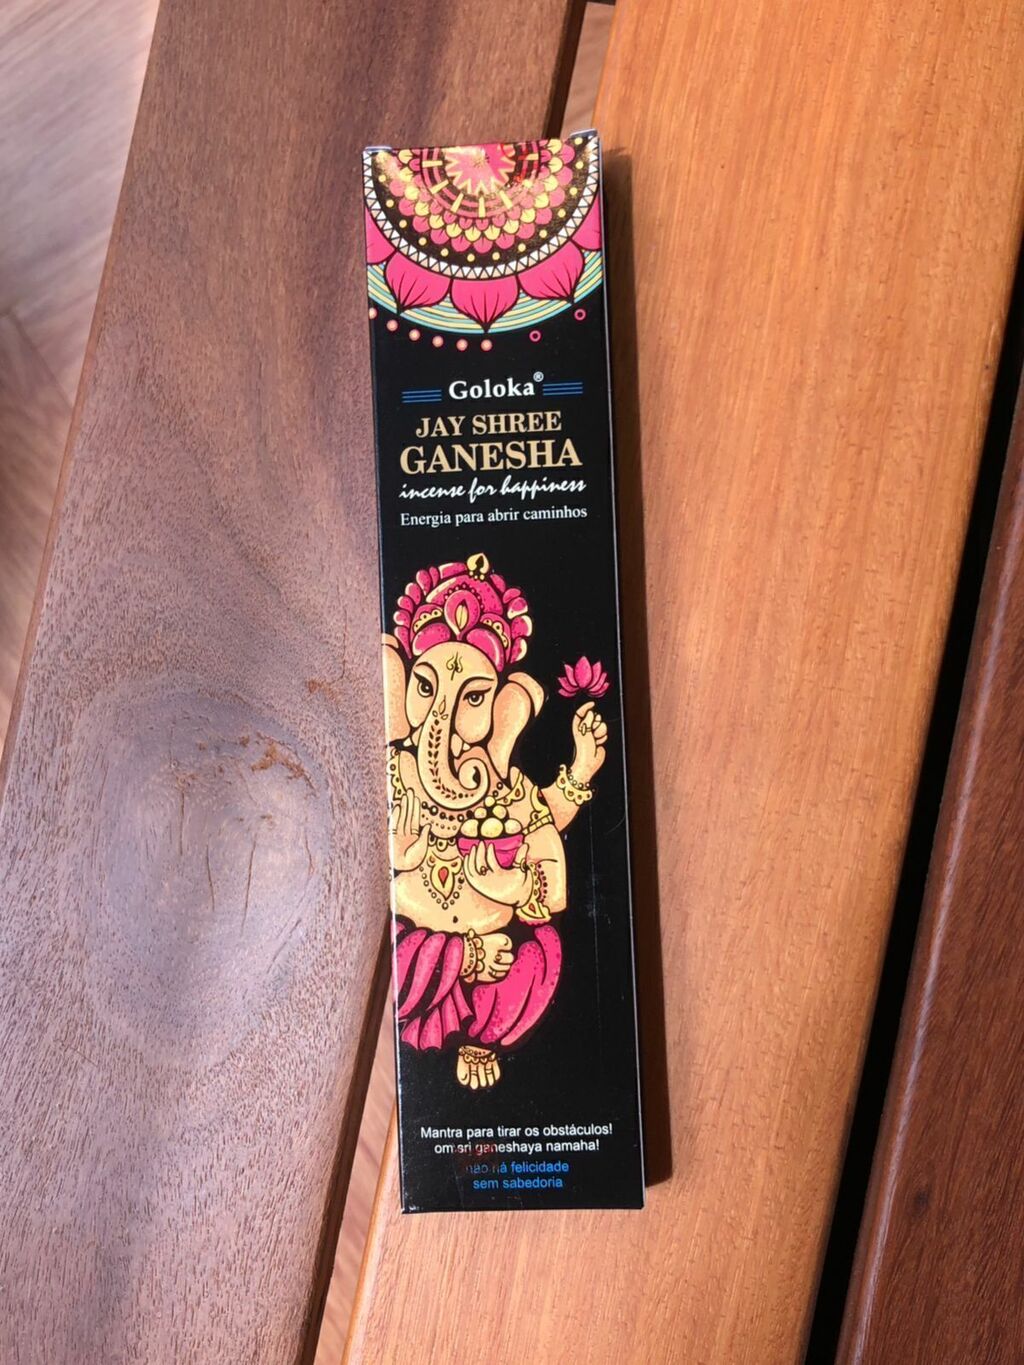 Goloka®
JAY SHREE
GANESHA
incense for happiness
Energia para abrir caminhos
Mantra para tirar os obstáculos!
om sri ganeshaya namaha!
não há felicidade
sem sabedoria